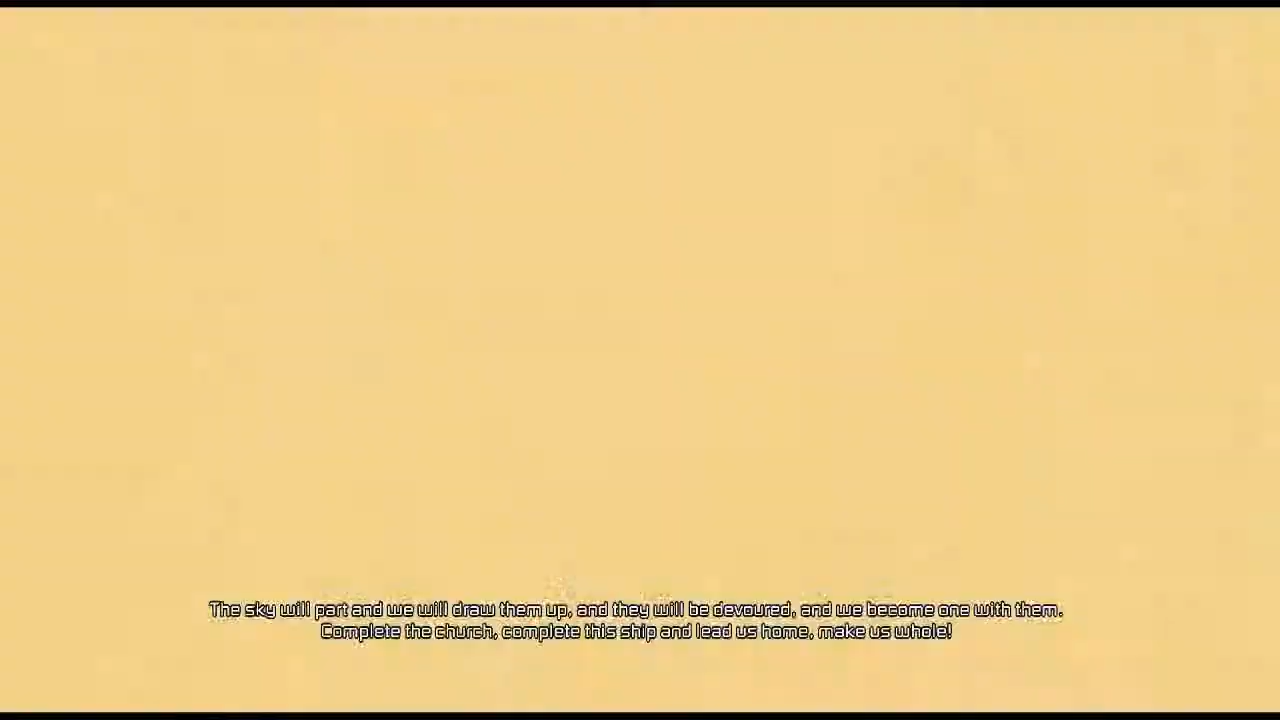 The sky will part and we will draw them up, and they will be devoured, and we become one with them.
Complete the church, complete this ship and lead us home, make us whole!